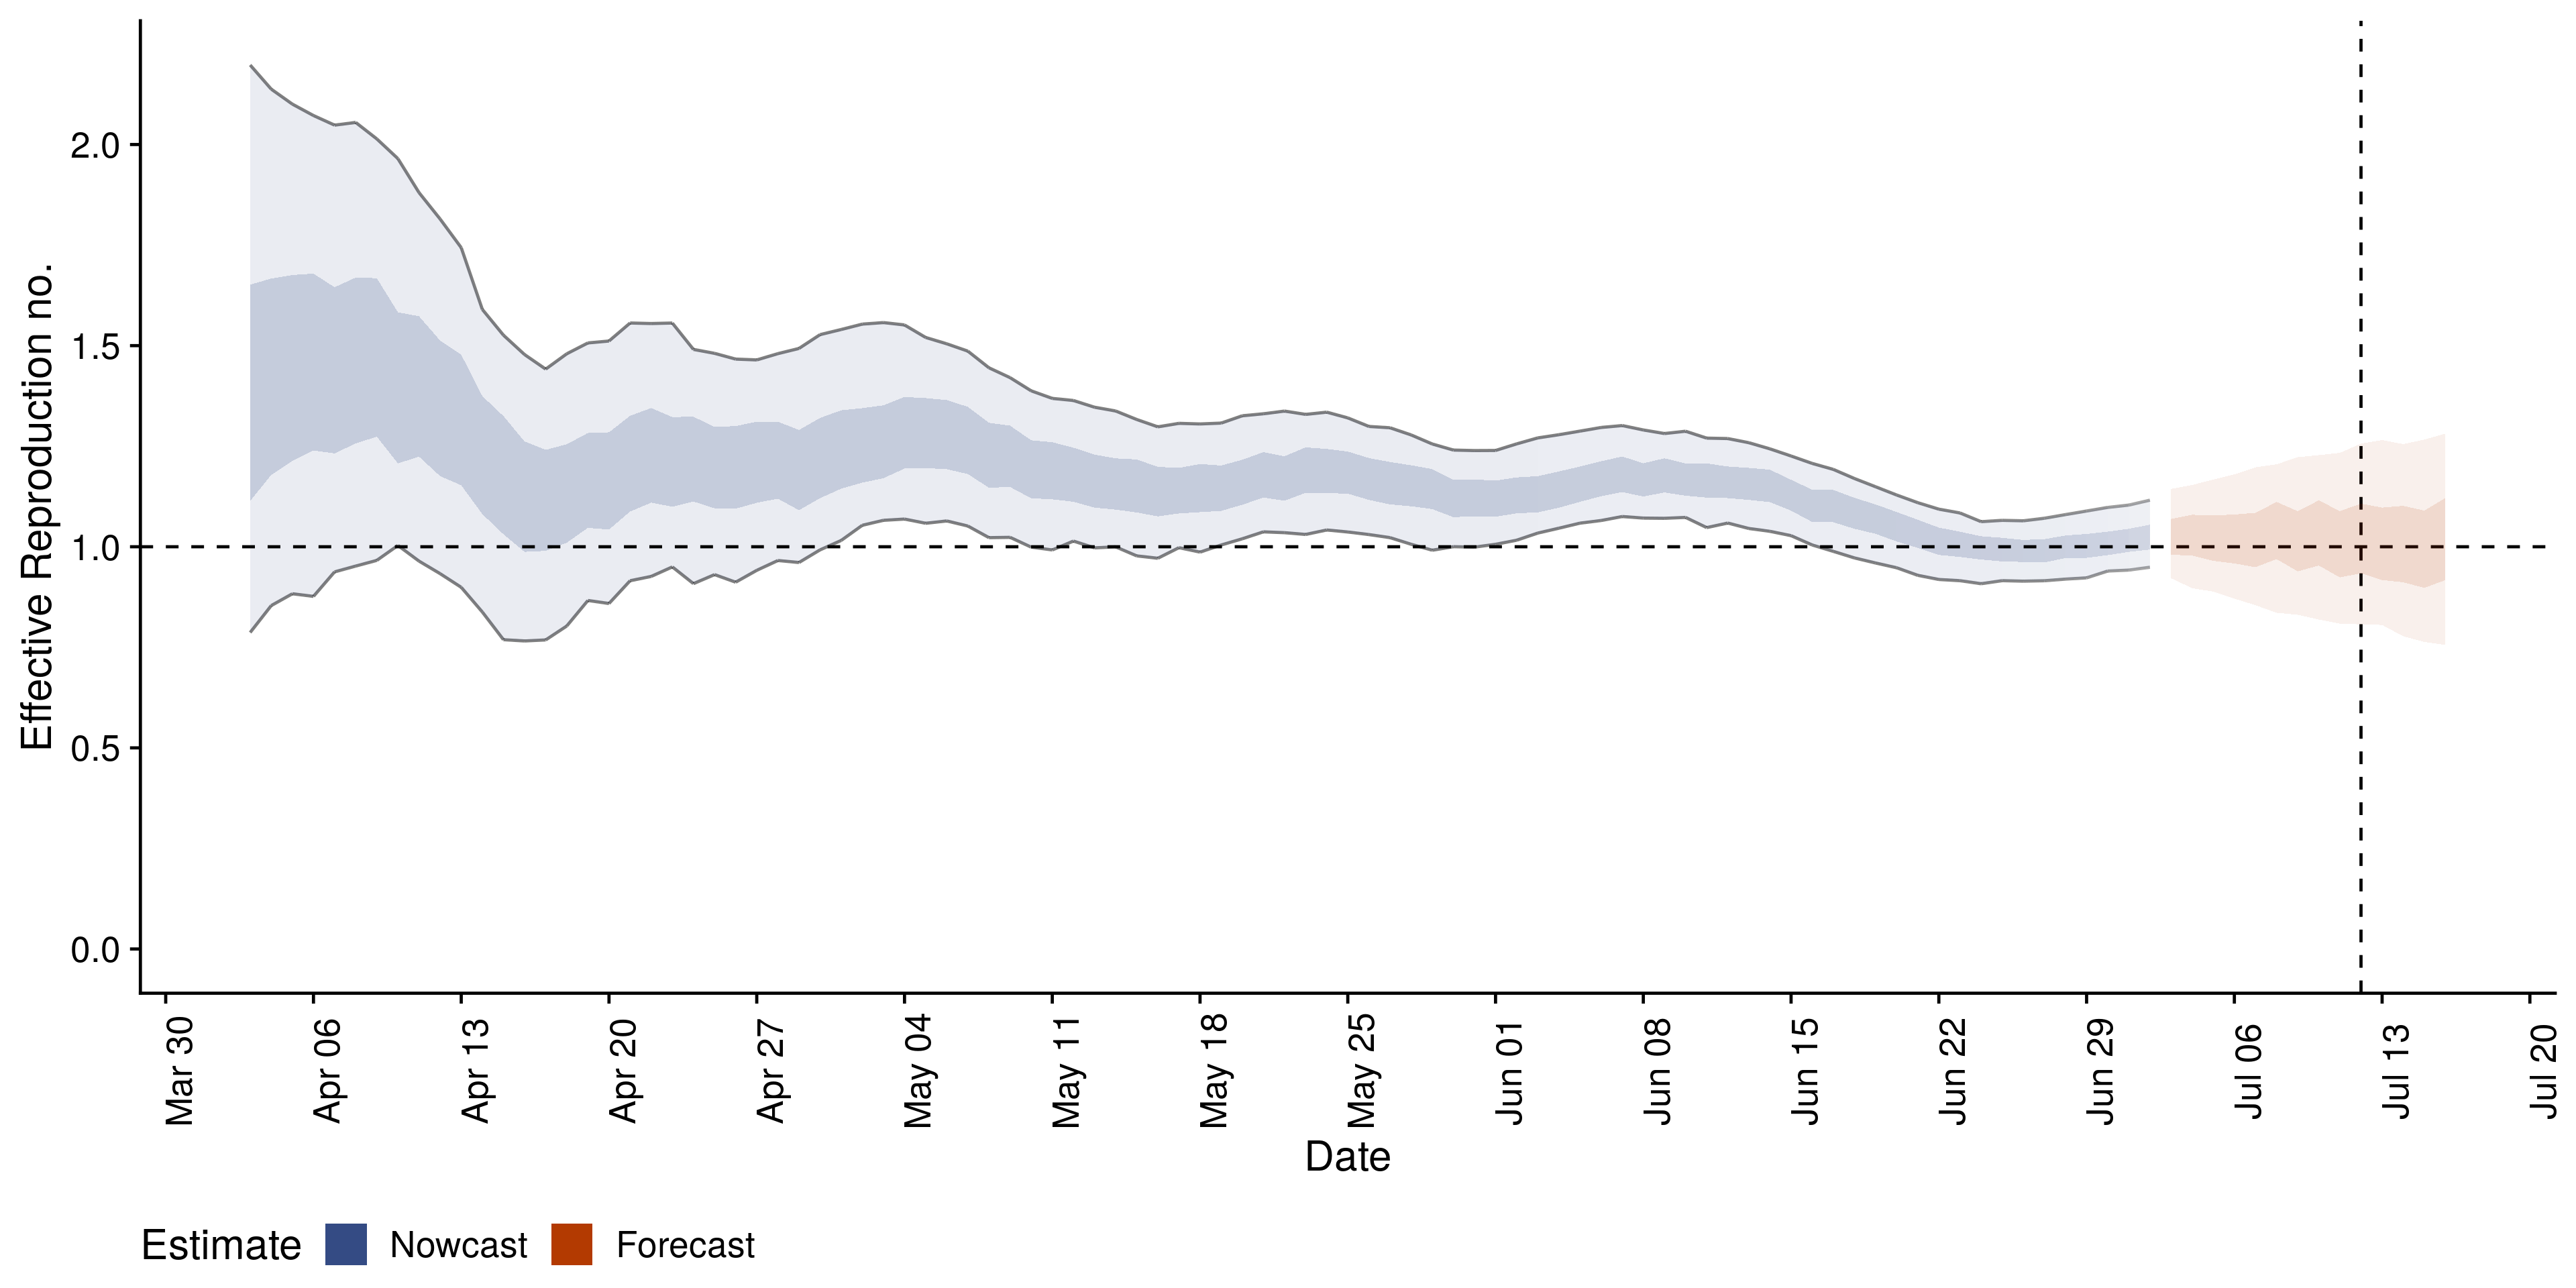 Effective Reproduction no.
2.0
1.5
1.0
0.5
0.0
Mar 30
Apr 06
Apr 13
Apr 20
Apr 27
May 04
May 11
May 18
May 25
Jun 01
Jun 08
Jun 15
Jun 22
Jun 29
Jul 06
Jul 13
Jul 20
Date
Estimate Nowcast Forecast